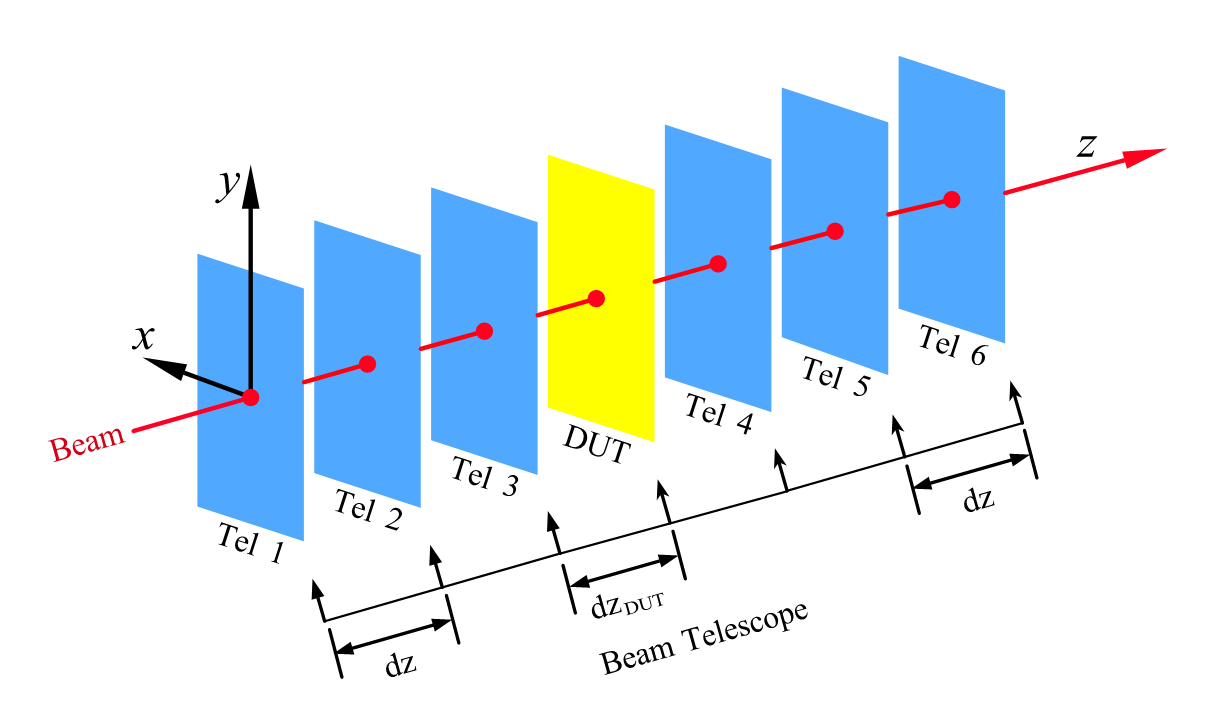 y
x
z
Beam
Tel 1
Tel 2
Tel 3
DUT
Tel 4
Tel 5
Tel 6
dz
dzDUT
dz
Beam Telescope